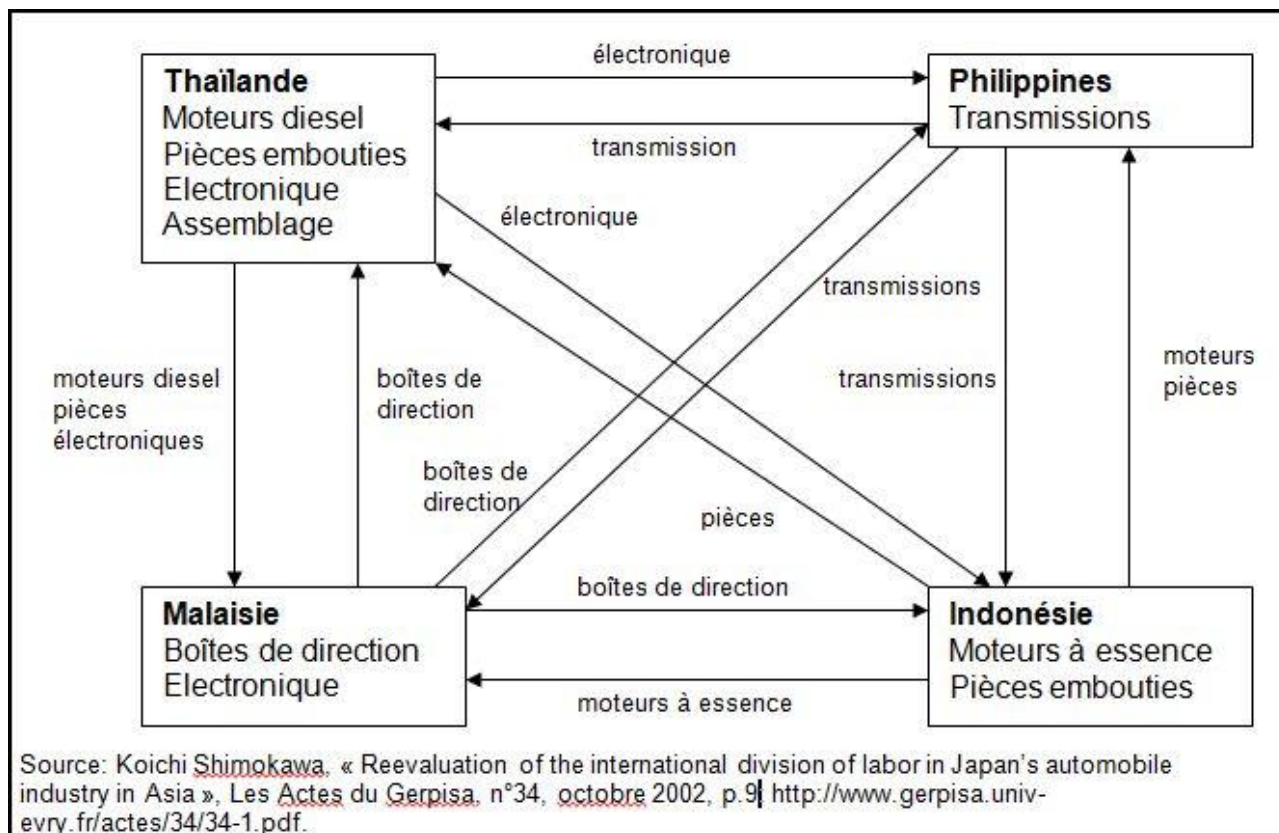 électronique
Thaïlande
Moteurs diesel
Pièces embouties
Electronique
Assemblage
Philippines
Transmissions
transmission
électronique
transmissions
moteurs diesel
pièces
électroniques
boîtes de
direction
transmissions
moteurs
pièces
boîtes de
direction
pièces
Malaisie
Boîtes de direction
Electronique
boîtes de direction
moteurs à essence
Indonésie
Moteurs à essence
Pièces embouties
Source: Koichi Shimokawa, « Reevaluation of the international division of labor in Japan's automobile
industry in Asia », Les Actes du Gerpisa, n°34, octobre 2002, p.9 http://www.gerpisa.univ-
evry.fr/actes/34/34-1.pdf.